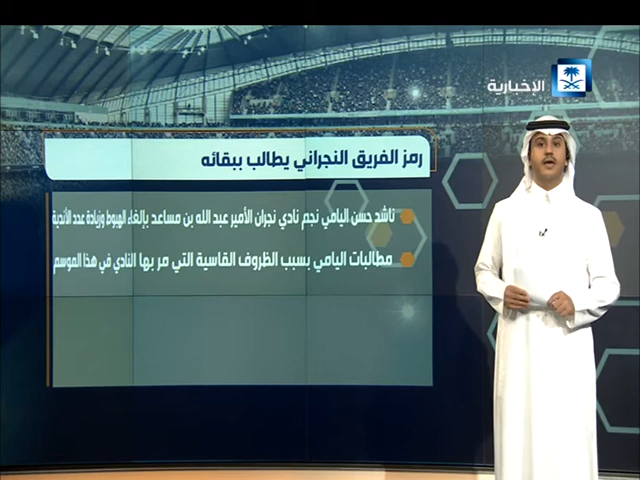 الإخبارية
رمز الفريق النجراني يطالب ببقائه
ناشد حسن اليامي نجم نادي نجران الأمير عبد الله بن مساعد بإلغاء الهبوط وزيادة عدد الأندية
مطالبات اليامي بسبب الظروف القاسية التي مر بها النادي في هذا الموسم